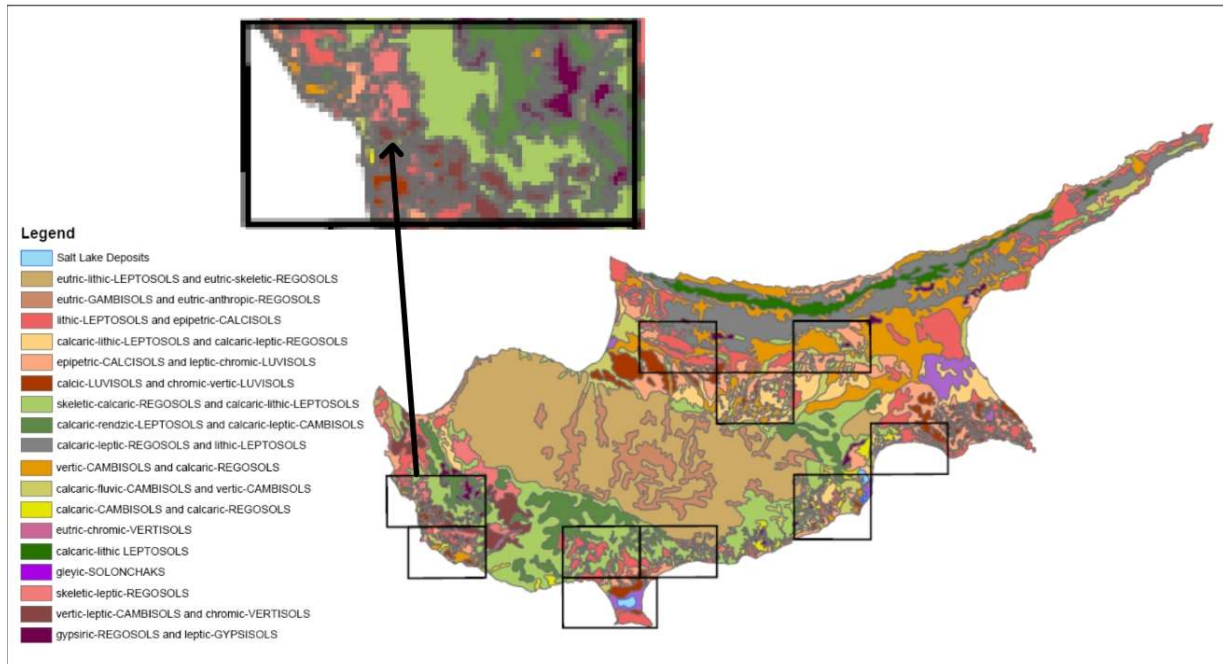 Legend
Salt Lake Deposits
eutric-lithic-LEPTOSOLS and eutric-skeletic-REGOSOLS
eutric-GAMBISOLS and eutric-anthropic-REGOSOLS
lithic-LEPTOSOLS and epipetric-CALCISOLS
calcaric-lithic-LEPTOSOLS and calcaric-leptic-REGOSOLS
epipetric-CALCISOLS and leptic-chromic-LUVISOLS
calcic-LUVISOLS and chromic-vertic-LUVISOLS
skeletic-calcaric-REGOSOLS and calcaric-lithic-LEPTOSOLS
calcaric-rendzic-LEPTOSOLS and calcaric-leptic-CAMBISOLS
calcaric-leptic-REGOSOLS and lithic-LEPTOSOLS
vertic-CAMBISOLS and calcaric-REGOSOLS
calcaric-fluvic-CAMBISOLS and vertic-CAMBISOLS
calcaric-CAMBISOLS and calcaric-REGOSOLS
eutric-chromic-VERTISOLS
calcaric-lithic LEPTOSOLS
gleyic-SOLONCHAKS
skeletic-leptic-REGOSOLS
vertic-leptic-CAMBISOLS and chromic-VERTISOLS
gypsiric-REGOSOLS and leptic-GYPSISOLS